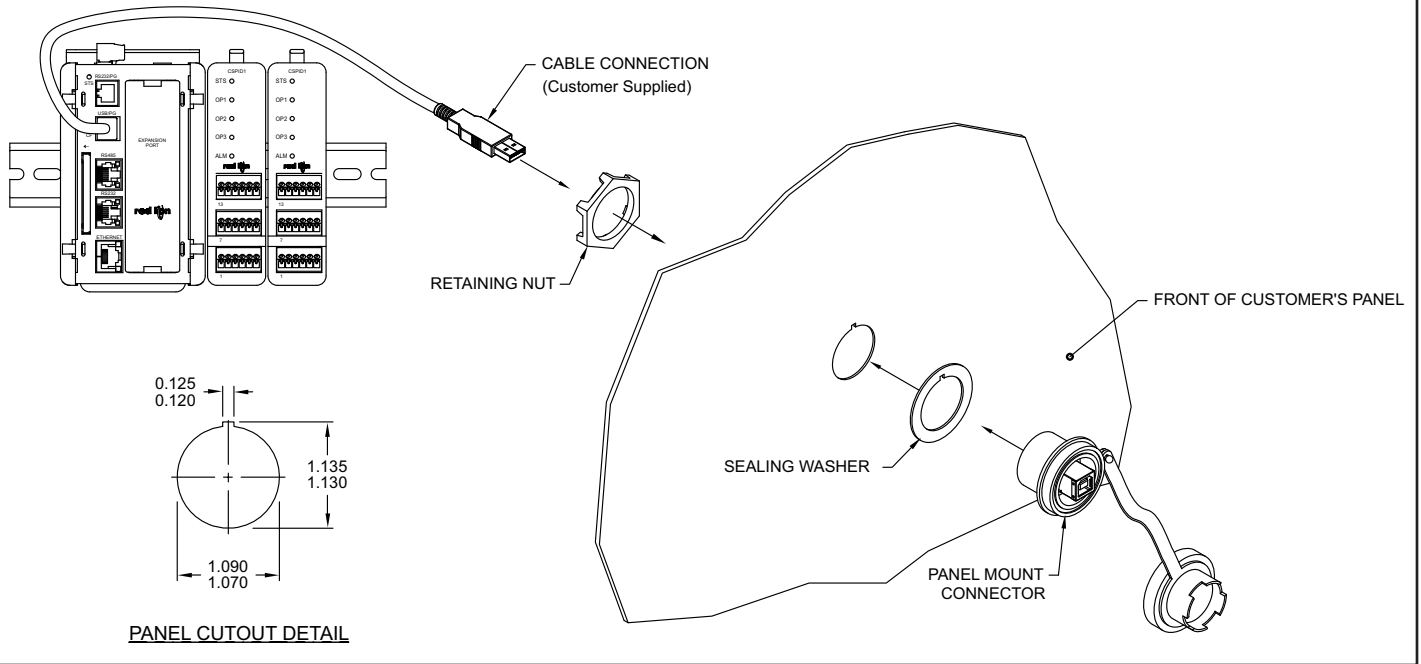 CABLE CONNECTION
(Customer Supplied)
RETAINING NUT
FRONT OF CUSTOMER'S PANEL
SEALING WASHER
PANEL MOUNT
CONNECTOR
STS
RS232/PG
USB/PG
RS485
RS232
ETHERNET
EXPANSION
PORT
red lion
CSPID1
STS
OP1
OP2
OP3
ALM
red lion
13
7
1
CSPID1
STS
OP1
OP2
OP3
ALM
red lion
13
7
1
0.125
0.120
1.135
1.130
1.090
1.070
PANEL CUTOUT DETAIL